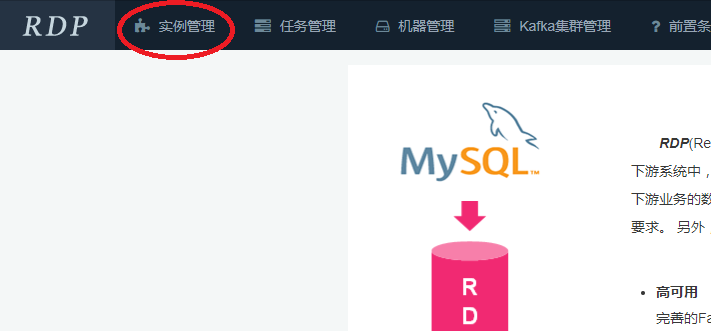 RDP 实例管理 任务管理 机器管理 Kafka集群管理 ? 前置条
MySQL™
RDP(Re
下游系统中，
下游业务的数
要求。 另外
R
D
• 高可用
完善的Fa